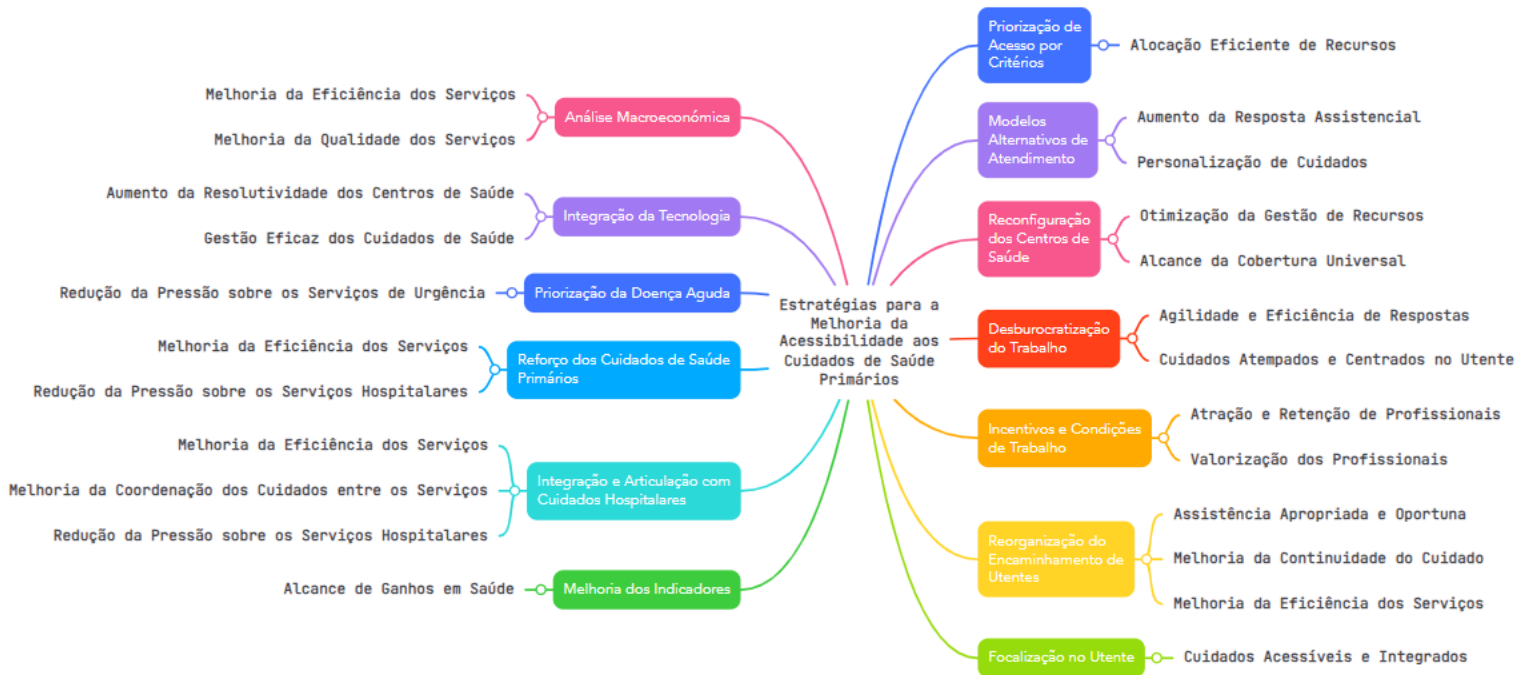 Estratégias para a
Melhoria da
Acessibilidade aos
Cuidados de Saúde
Primários
Análise Macroeconómica
Melhoria da Eficiência dos Serviços
Melhoria da Qualidade dos Serviços
Integração da Tecnologia
Aumento da Resolutividade dos Centros de Saúde
Gestão Eficaz dos Cuidados de Saúde
Priorização da Doença Aguda
Redução da Pressão sobre os Serviços de Urgência
Reforço dos Cuidados de Saúde
Primários
Melhoria da Eficiência dos Serviços
Redução da Pressão sobre os Serviços Hospitalares
Integração e Articulação com
Cuidados Hospitalares
Melhoria da Eficiência dos Serviços
Melhoria da Coordenação dos Cuidados entre os Serviços
Redução da Pressão sobre os Serviços Hospitalares
Melhoria dos Indicadores
Alcance de Ganhos em Saúde
Priorização de
Acesso por
Critérios
Alocação Eficiente de Recursos
Modelos
Alternativos de
Atendimento
Aumento da Resposta Assistencial
Personalização de Cuidados
Reconfiguração
dos Centros de
Saúde
Otimização da Gestão de Recursos
Alcance da Cobertura Universal
Desburocratização
do Trabalho
Agilidade e Eficiência de Respostas
Cuidados Atempados e Centrados no Utente
Incentivos e Condições
de Trabalho
Atração e Retenção de Profissionais
Valorização dos Profissionais
Reorganização do
Encaminhamento de
Utentes
Assistência Apropriada e Oportuna
Melhoria da Continuidade do Cuidado
Melhoria da Eficiência dos Serviços
Focalização no Utente
Cuidados Acessíveis e Integrados